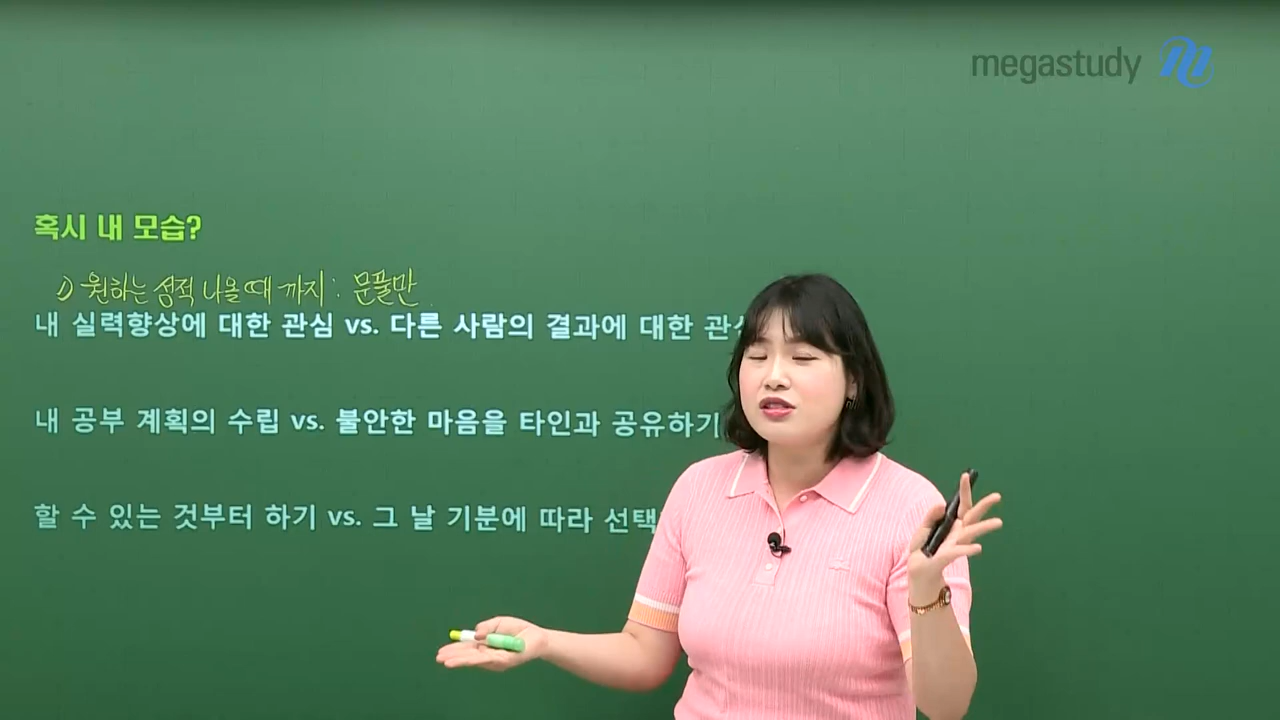 megastudy
혹시 내 모습?
1) 원하는 성적 나올 때 까지 : 문풀만
내 실력향상에 대한 관심 vs. 다른 사람의 결과에 대한
내 공부 계획의 수립 vs. 불안한 마음을 타인과 공유하기
할 수 있는 것부터 하기 vs. 그 날 기분에 따라 선택